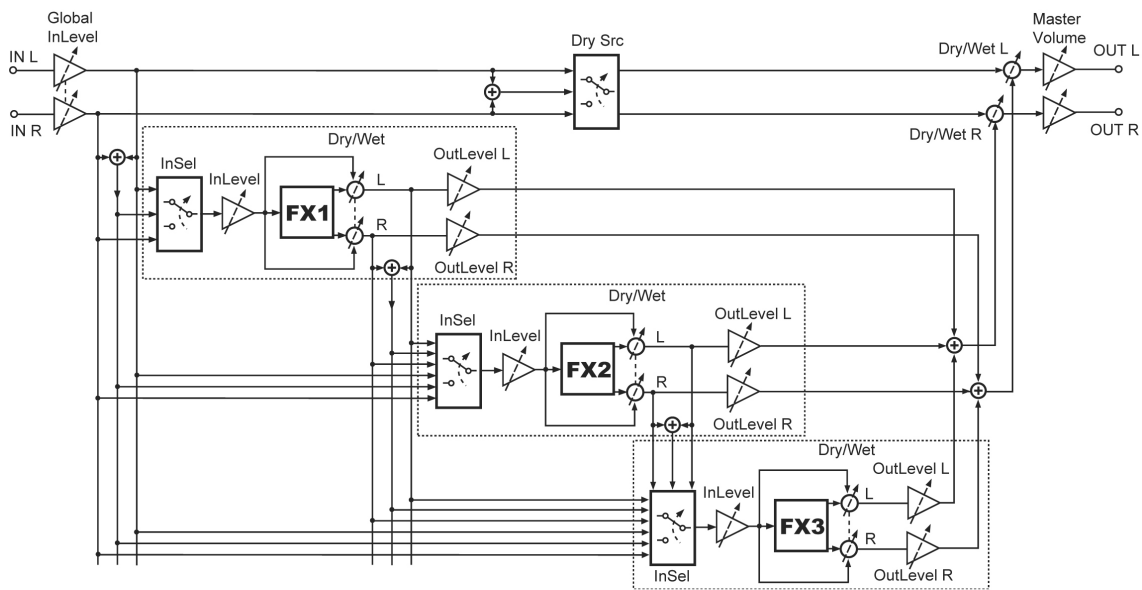 Global
InLevel
IN L
IN R
Dry Src
Master
Volume
Dry/Wet L
OUT L
Dry/Wet R
OUT R
Dry/Wet
InSel
InLevel
FX1
L
R
OutLevel L
OutLevel R
Dry/Wet
InSel
InLevel
FX2
L
R
OutLevel L
OutLevel R
Dry/Wet
InSel
InLevel
FX3
L
R
OutLevel L
OutLevel R